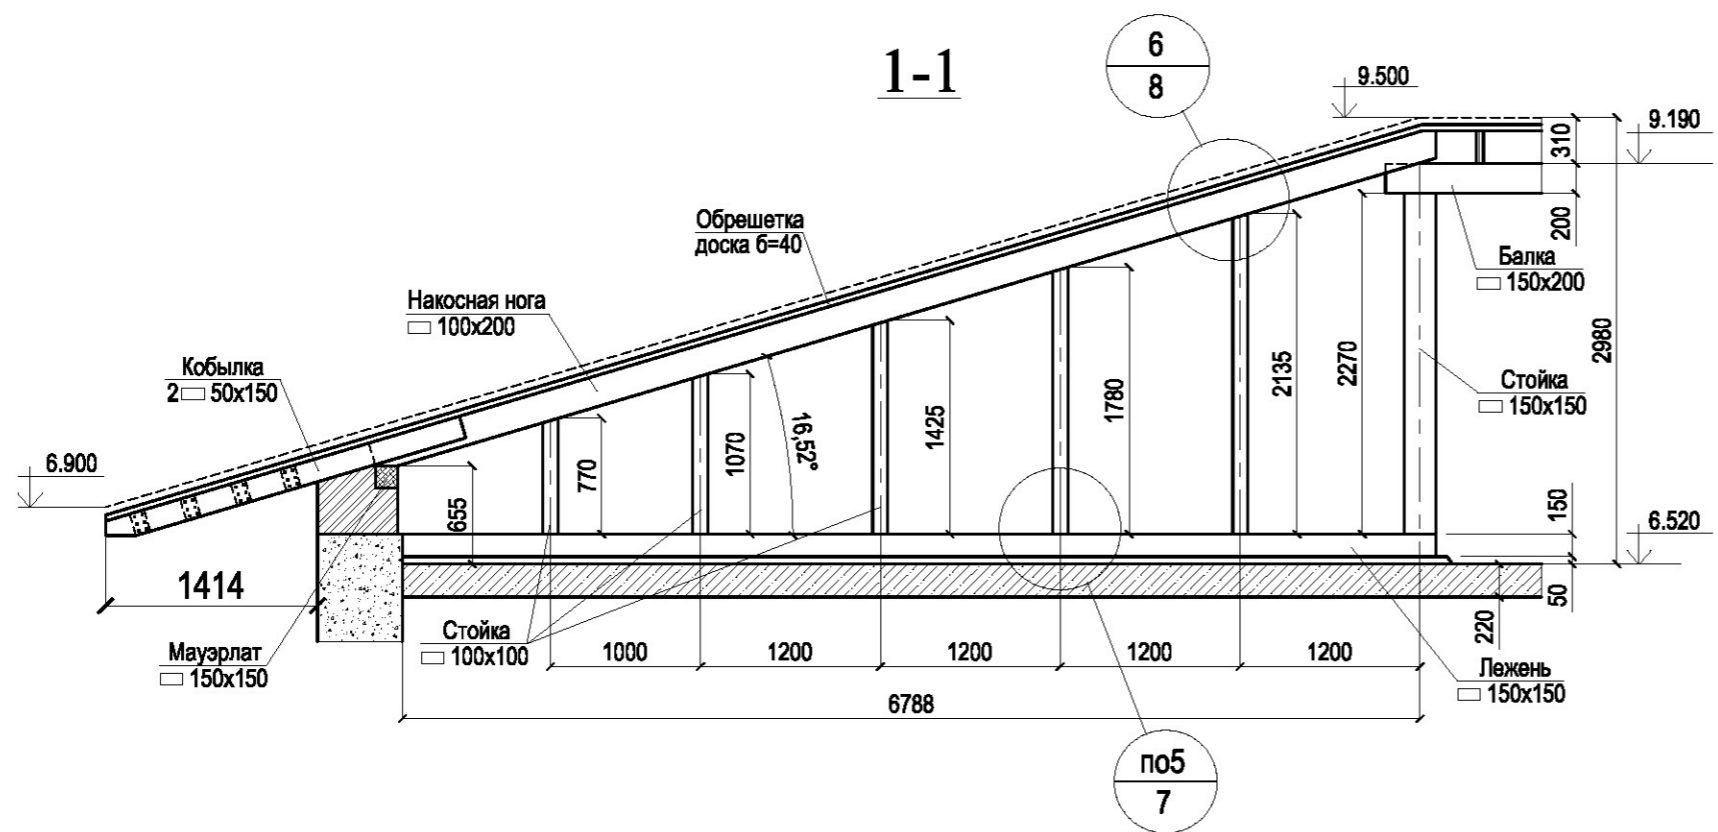 1-1
6
8
9.500
9.190
310
200
Обрешетка
доска б=40
Балка
150х200
Накосная нога
100х200
2980
Кобылка
2 50х150
Стойка
150х150
2270
2135
1780
1425
16,52°
1070
770
655
6.900
150
6.520
50
220
1414
Мауэрлат
150х150
Стойка
100х100
1000
1200
1200
1200
1200
Лежень
150х150
6788
по5
7